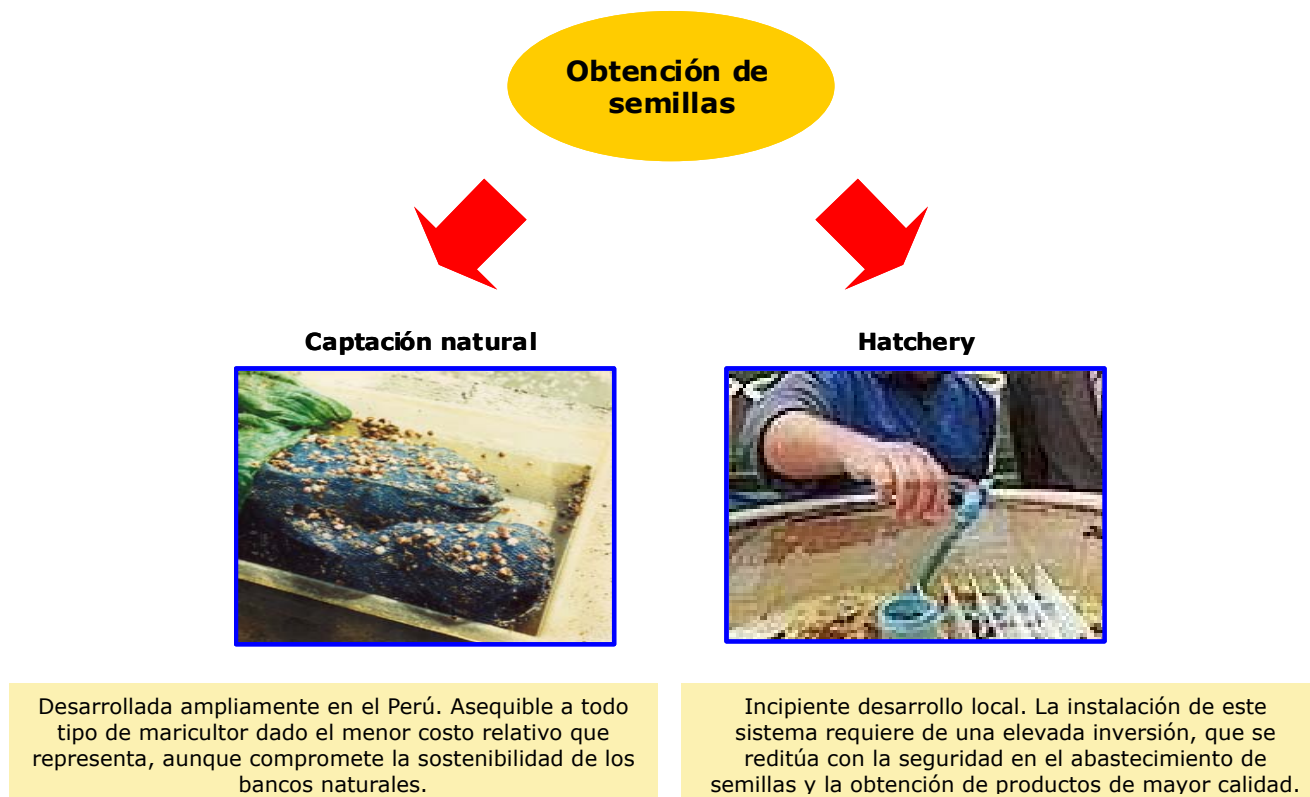 Obtención de
semillas
Captación natural
Hatchery
Desarrollada ampliamente en el Perú. Asequible a todo
tipo de maricultor dado el menor costo relativo que
representa, aunque compromete la sostenibilidad de los
bancos naturales.
Incipiente desarrollo local. La instalación de este
sistema requiere de una elevada inversión, que se
reditúa con la seguridad en el abastecimiento de
semillas y la obtención de productos de mayor calidad.